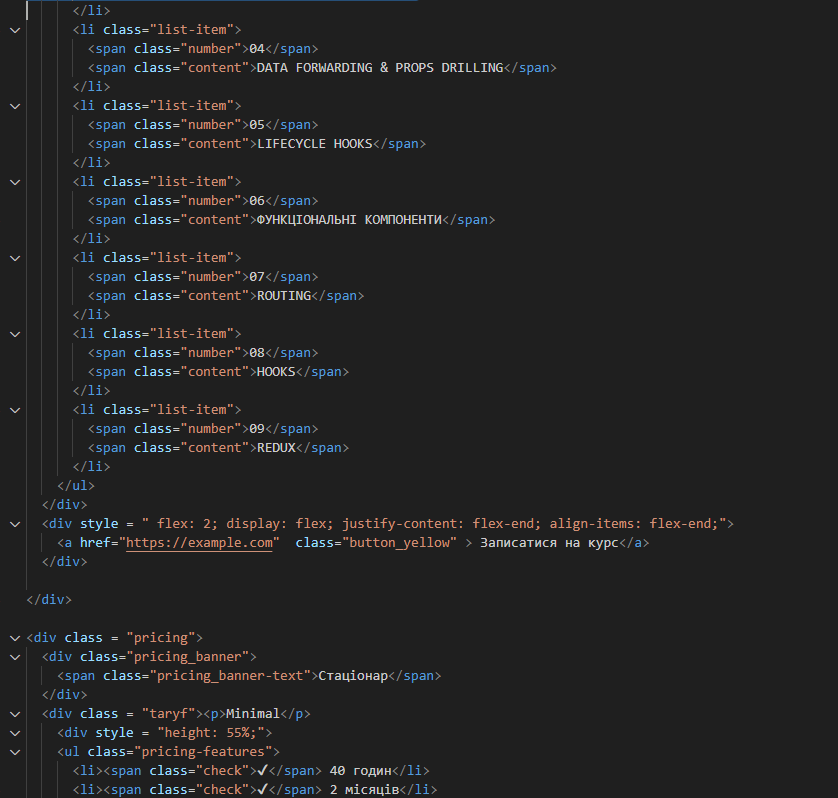 </li>
<li class="list-item">
<span class="number">04</span>
<span class="content">DATA FORWARDING & PROPS DRILLING</span>
</li>
<li class="list-item">
<span class="number">05</span>
<span class="content">LIFECYCLE HOOKS</span>
</li>
<li class="list-item">
<span class="number">06</span>
<span class="content">ФУНКЦІОНАЛЬНІ КОМПОНЕНТИ</span>
</li>
<li class="list-item">
<span class="number">07</span>
<span class="content">ROUTING</span>
</li>
<li class="list-item">
<span class="number">08</span>
<span class="content">HOOKS</span>
</li>
<li class="list-item">
<span class="number">09</span>
<span class="content">REDUX</span>
</li>
</ul>
</div>
<div style = " flex: 2; display: flex; justify-content: flex-end; align-items: flex-end;">
<a href="https://example.com"  class="button_yellow" > Записатися на курс</a>
</div>
</div>
<div class = "pricing">
<div class="pricing_banner">
<span class="pricing_banner-text">Стаціонар</span>
</div>
<div class = "taryf"><p>Minimal</p>
<div style = "height: 55%;">
<ul class="pricing-features">
<li><span class="check">✔</span> 40 годин</li>
<li><span class="check">✔</span> 2 місяців</li>